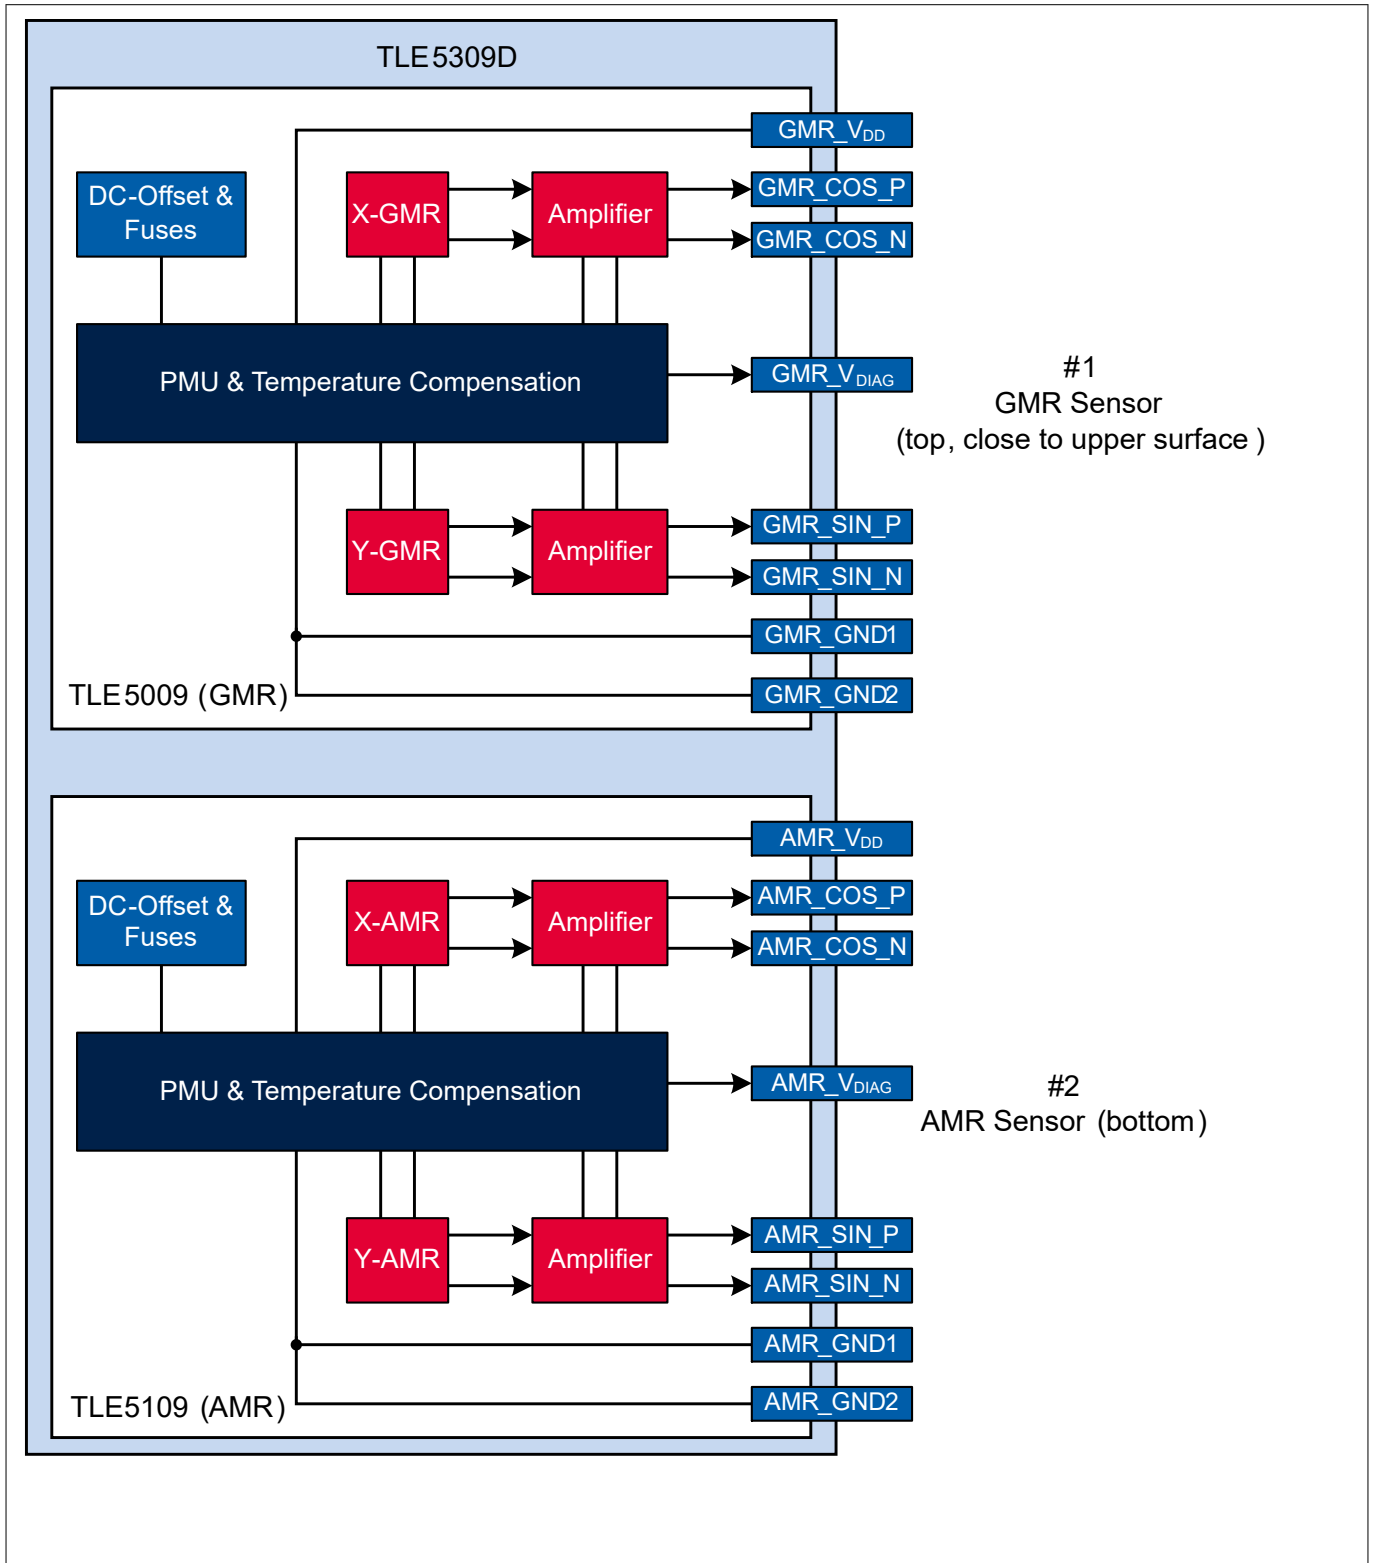 TLE5309D
GMR_VDD
DC-Offset &
Fuses
X-GMR
Amplifier
GMR_COS_P
GMR_COS_N
PMU & Temperature Compensation
GMR_VDIAG
#1
GMR Sensor
(top, close to upper surface )
Y-GMR
Amplifier
GMR_SIN_P
GMR_SIN_N
GMR_GND1
TLE5009 (GMR)
GMR_GND2
AMR_VDD
DC-Offset &
Fuses
X-AMR
Amplifier
AMR_COS_P
AMR_COS_N
PMU & Temperature Compensation
AMR_VDIAG
#2
AMR Sensor (bottom)
Y-AMR
Amplifier
AMR_SIN_P
AMR_SIN_N
AMR_GND1
TLE5109 (AMR)
AMR_GND2